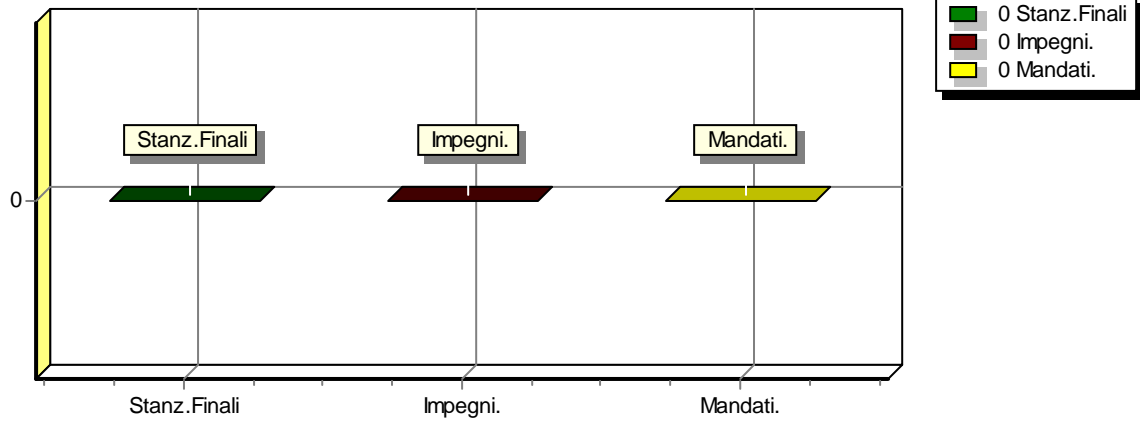 0 Stanz.Finali
0 Impegni.
0 Mandati.
Stanz.Finali
Impegni.
Mandati.
0
Stanz.Finali
Impegni.
Mandati.